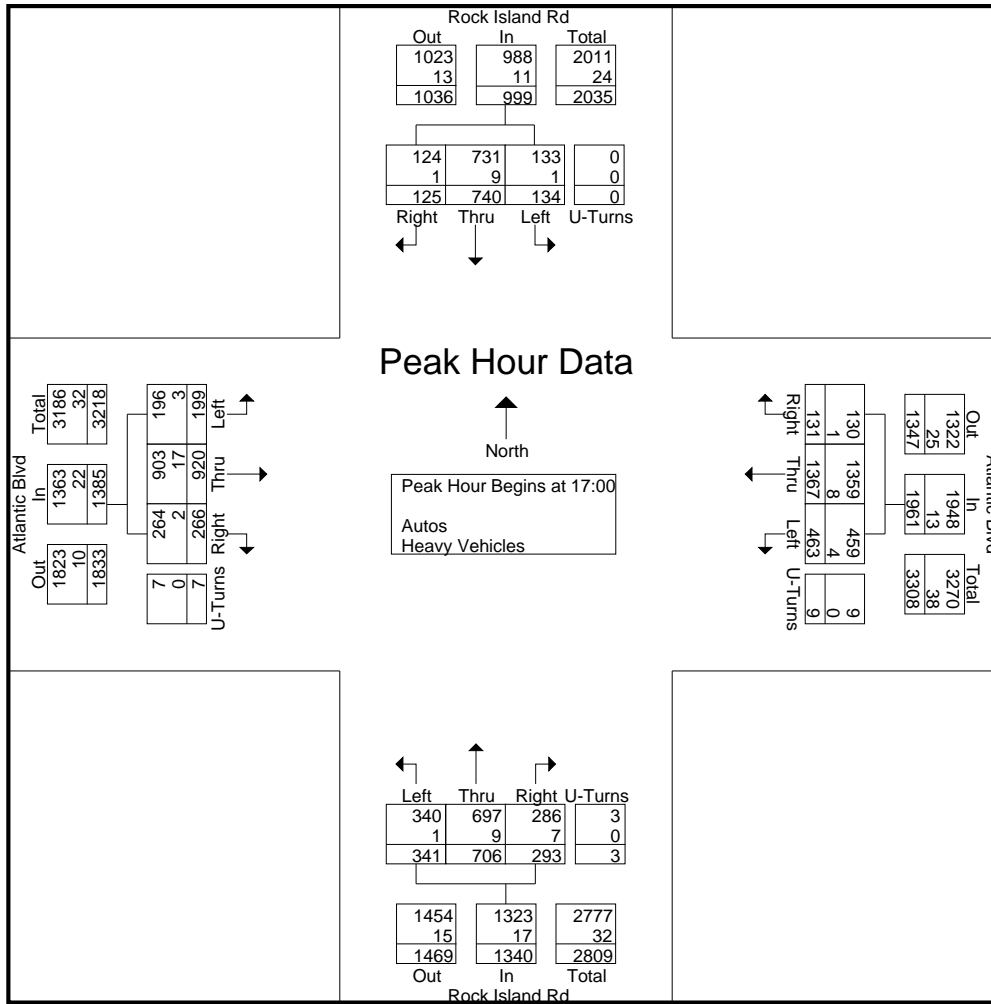 Rock Island Rd
Out In Total
1023 988 2011
13 11 24
1036 999 2035
124 731 133 0
1 9 1 0
125 740 134 0
Right Thru Left U-Turns
Peak Hour Data
North
Peak Hour Begins at 17:00
Autos
Heavy Vehicles
Atlantic Blvd
Total In Out
3186 1363 1823
32 22 10
3218 1385 1833
196 903 264 7
3 17 2 0
199 920 266 7
Left Thru Right U-Turns
Atlantic Blvd
Out In Total
1322 1948 3270
25 13 38
1347 1961 3308
130 1359 459 9
1 8 4 0
131 1367 463 9
Right Thru Left U-Turns
Left Thru Right U-Turns
340 697 286 3
1 9 7 0
341 706 293 3
1454 1323 2777
15 17 32
1469 1340 2809
Out In Total
Rock Island Rd